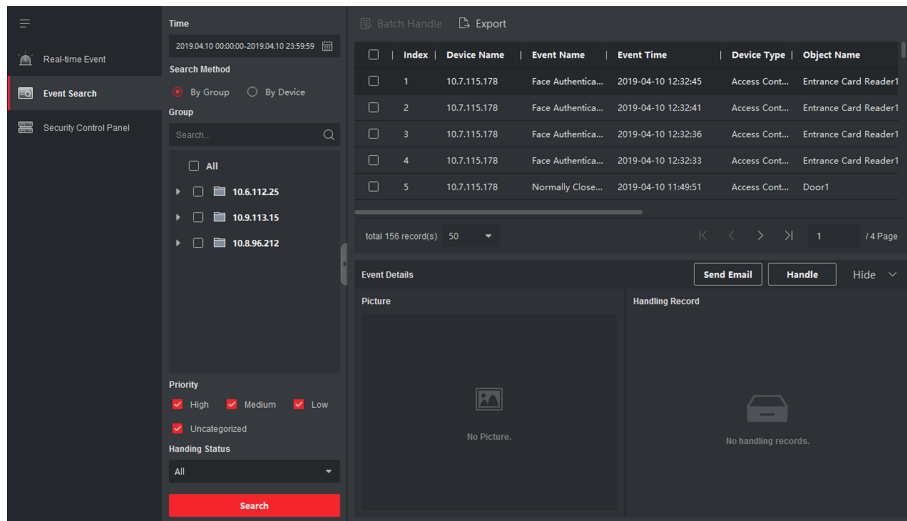 Real-time Event
Event Search
Security Control Panel
Time
2019.04.10 00:00:00-2019.04.10 23:59:59
Search Method
By Group By Device
Group
Search...
All
10.6.112.25
10.9.113.15
10.8.96.212
Priority
High Medium Low
Uncategorized
Handing Status
All
Search
Batch Handle Export
Index Device Name Event Name Event Time Device Type Object Name
1 10.7.115.178 Face Authentica... 2019-04-10 12:32:45 Access Cont... Entrance Card Reader1
2 10.7.115.178 Face Authentica... 2019-04-10 12:32:41 Access Cont... Entrance Card Reader1
3 10.7.115.178 Face Authentica... 2019-04-10 12:32:36 Access Cont... Entrance Card Reader1
4 10.7.115.178 Face Authentica... 2019-04-10 12:32:33 Access Cont... Entrance Card Reader1
5 10.7.115.178 Normally Close... 2019-04-10 11:49:51 Access Cont... Door1
total 156 record(s) 50 1 / 4 Page
Event Details Send Email Handle Hide
Picture Handling Record
No Picture.
No handling records.